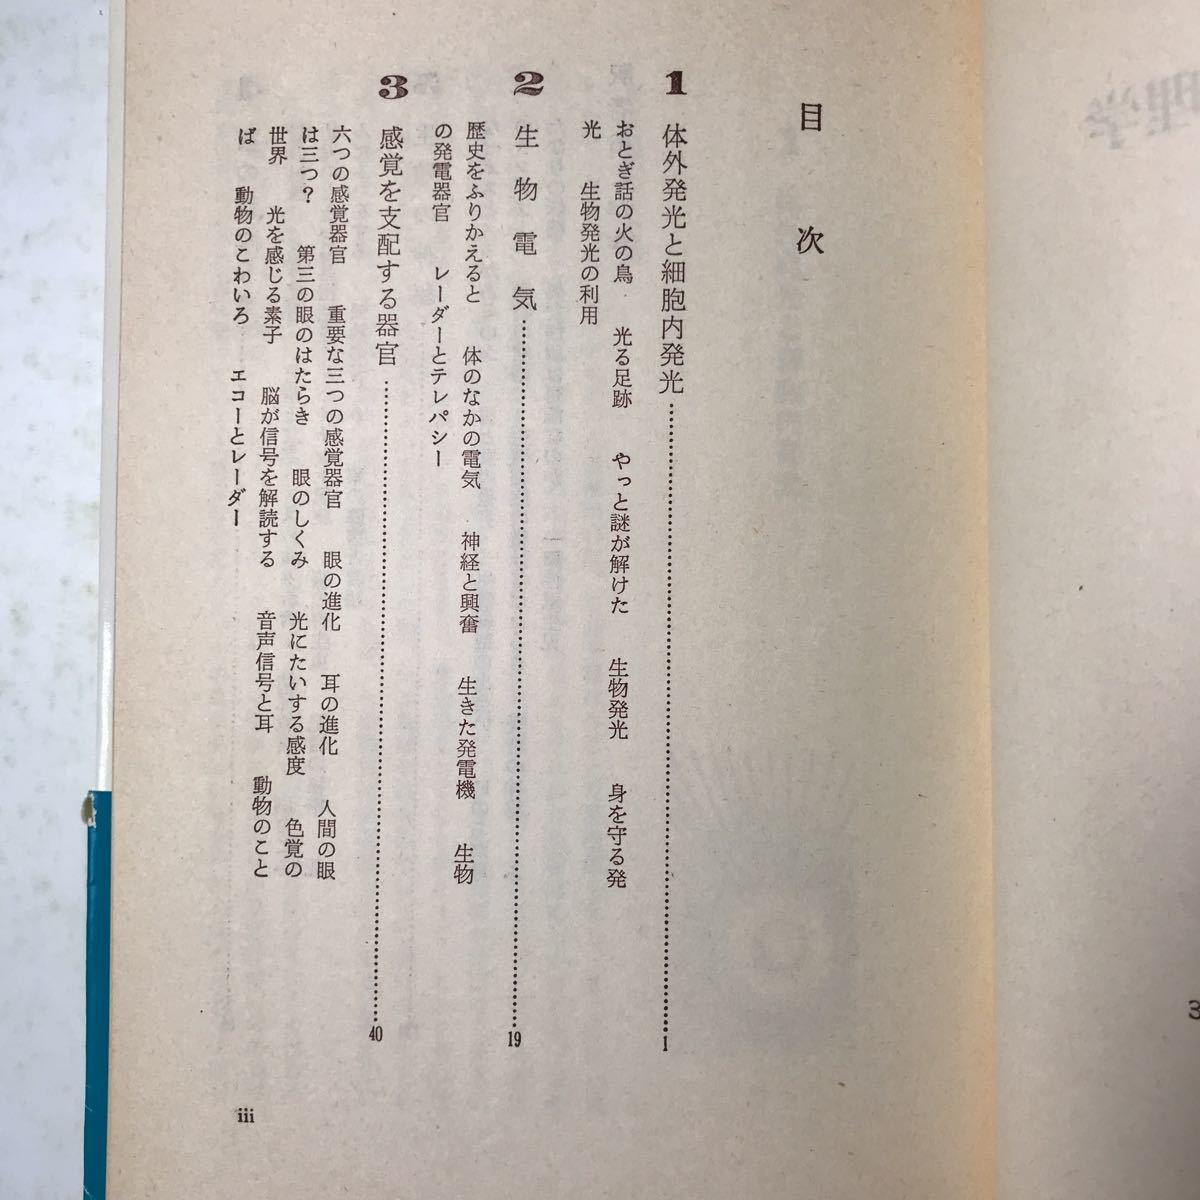 目次
1 体外発光と細胞内発光……1
おとぎ話の火の鳥　光る足跡　やっと謎が解けた　生物発光　身を守る発
光　生物発光の利用
2 生物電気……19
歴史をふりかえると　体のなかの電気　神経と興奮　生きた発電機　生物
の発電器官　レーダーとテレパシー
3 感覚を支配する器官……40
六つの感覚器官　重要な三つの感覚器官　眼の進化　耳の進化　人間の眼
は三つ？　第三の眼のはたらき　眼のしくみ　光にたいする感度　色覚の
世界　光を感じる素子　脳が信号を解読する　音声信号と耳　動物のこと
ば　動物のこわいろ　エコーとレーダー
iii
理学
3